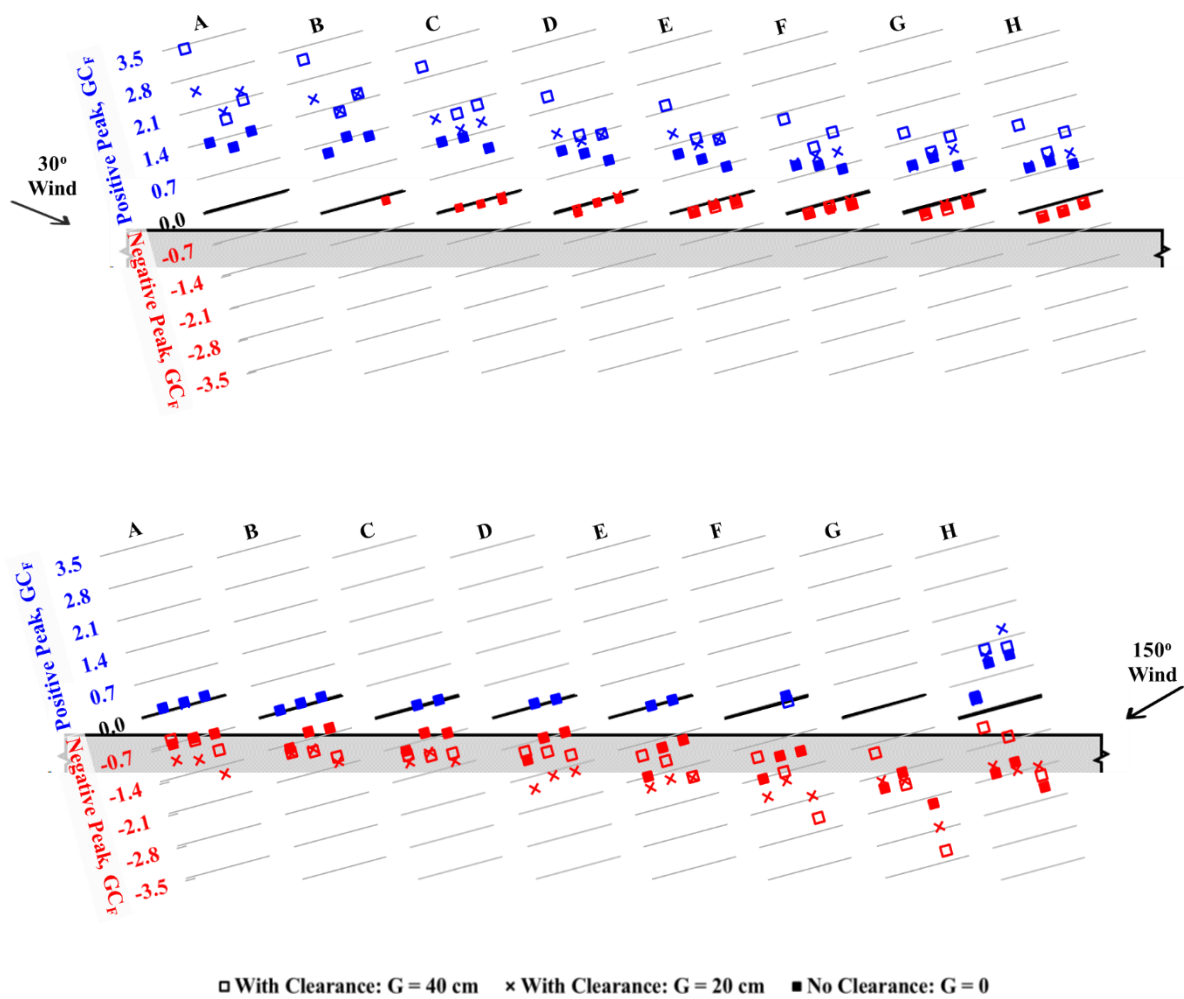 A B C D E F G H
Positive Peak, GCF
3.5
2.8
2.1
1.4
0.7
0.0
30º
Wind
Negative Peak, GCF
-0.7
-1.4
-2.1
-2.8
-3.5
A B C D E F G H
Positive Peak, GCF
3.5
2.8
2.1
1.4
0.7
0.0
150º
Wind
Negative Peak, GCF
-0.7
-1.4
-2.1
-2.8
-3.5
With Clearance: G = 40 cm × With Clearance: G = 20 cm No Clearance: G = 0